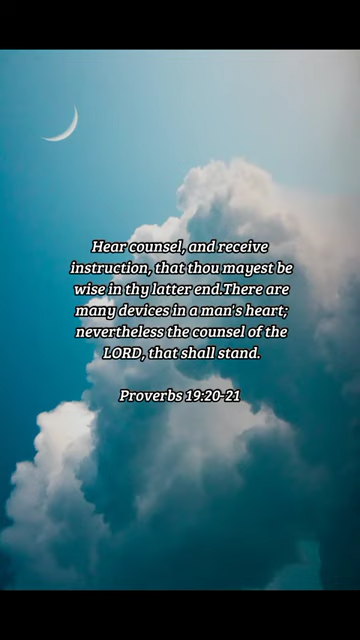 Hear counsel, and receive
instruction, that thou mayest be
wise in thy latter end.There are
many devices in a man's heart;
nevertheless the counsel of the
LORD, that shall stand.
Proverbs 19:20-21